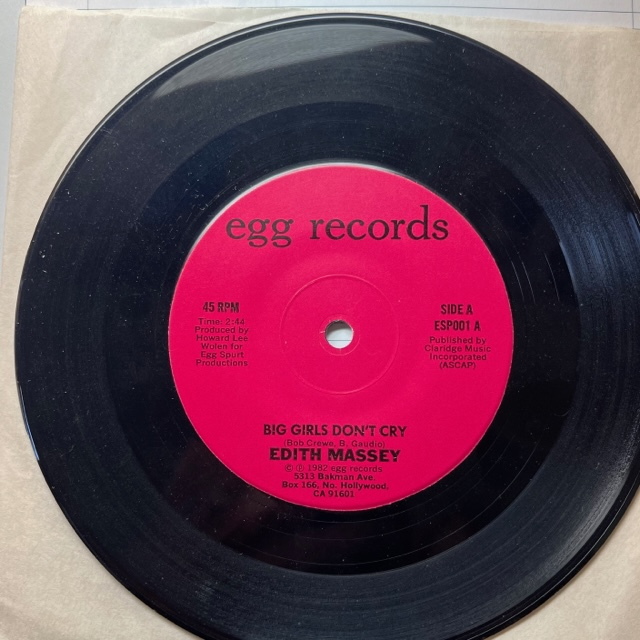 egg records
45 RPM
Time: 2:44
Produced by
Howard Lee
Wolen for
Egg Spurt
Productions
SIDE A
ESP001 A
Published by
Claridge Music
Incorporated
(ASCAP)
BIG GIRLS DON'T CRY
(Bob Crewe, B. Gaudio)
EDITH MASSEY
© ℗ 1982 egg records
5313 Bakman Ave.
Box 166, No. Hollywood,
CA 91601